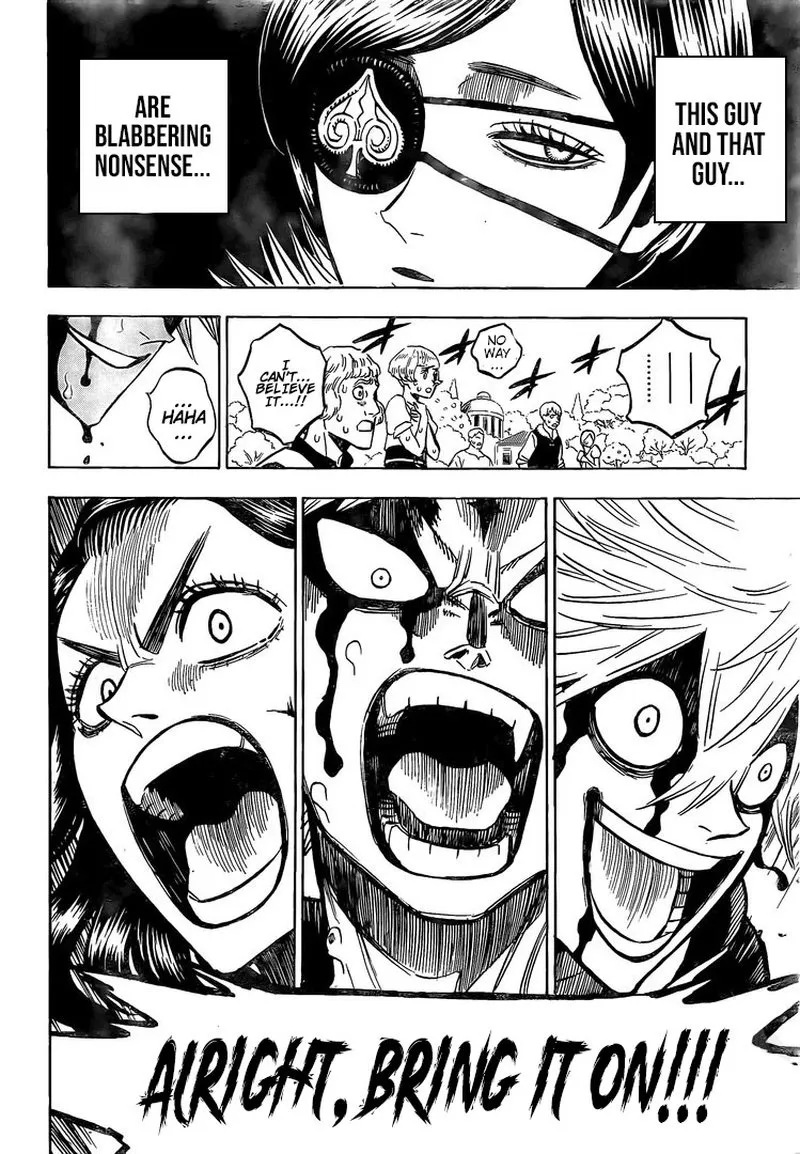 THIS GUY
AND THAT
GUY...
ARE
BLABBERING
NONSENSE...
NO
WAY
...
I
CAN'T...
BELIEVE
IT...!!
...
HAHA
...
ALRIGHT, BRING IT ON!!!